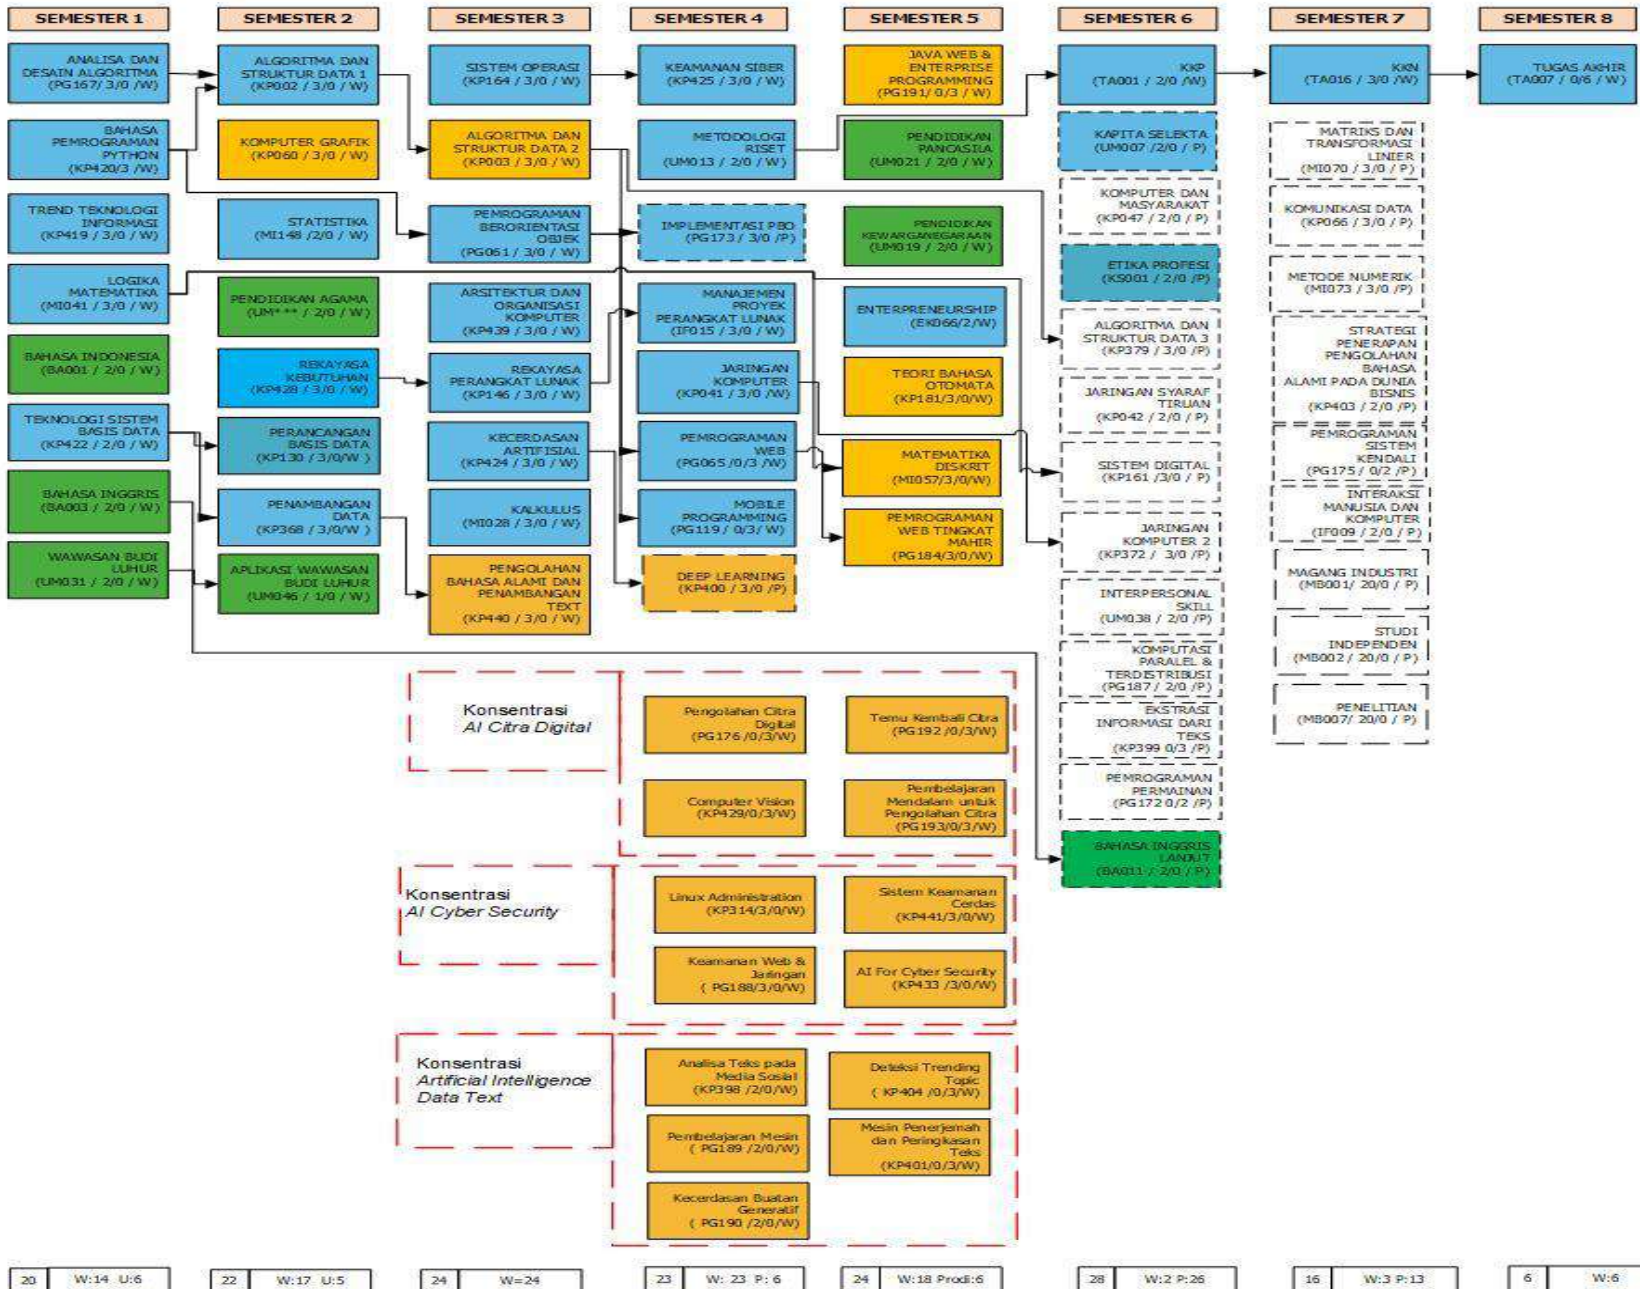 SEMESTER 1
ANALISA DAN
DESAIN ALGORITMA
(PG167/ 3/0 /W)
BAHASA
PEMROGRAMAN
PYTHON
(KP420/3 /W)
TREND TEKNOLOGI
INFORMASI
(KP419 / 3/0 / W)
LOGIKA
MATEMATIKA
(MI041 / 3/0 / W)
BAHASA INDONESIA
(BA001 / 2/0 / W)
TEKNOLOGI SISTEM
BASIS DATA
(KP422 / 2/0 / W)
BAHASA INGGRIS
(BA003 / 2/0 / W)
WAWASAN BUDI
LUHUR
(UM031 / 2/0 / W)
SEMESTER 2
ALGORITMA DAN
STRUKTUR DATA 1
(KP002 / 3/0 / W)
KOMPUTER GRAFIK
(KP060 / 3/0 / W)
STATISTIKA
(MI148 /2/0 / W)
PENDIDIKAN AGAMA
(UM*** / 2/0 / W)
REKAYASA
KEBUTUHAN
(KP428 / 3/0 / W)
PERANCANGAN
BASIS DATA
(KP130 / 3/0/W )
PENAMBANGAN
DATA
(KP368 / 3/0/W )
APLIKASI WAWASAN
BUDI LUHUR
(UM046 / 1/0 / W)
SEMESTER 3
SISTEM OPERASI
(KP164 / 3/0 / W)
ALGORITMA DAN
STRUKTUR DATA 2
(KP003 / 3/0 / W)
PEMROGRAMAN
BERORIENTASI
OBJEK
(PG061 / 3/0 / W)
ARSITEKTUR DAN
ORGANISASI
KOMPUTER
(KP439 / 3/0 / W)
REKAYASA
PERANGKAT LUNAK
(KP146 / 3/0 / W)
KECERDASAN
ARTIFISIAL
(KP424 / 3/0 / W)
KALKULUS
(MI028 / 3/0 / W)
PENGOLAHAN
BAHASA ALAMI DAN
PENAMBANGAN
TEXT
(KP440 / 3/0 / W)
SEMESTER 4
KEAMANAN SIBER
(KP425 / 3/0 / W)
METODOLOGI
RISET
(UM013 / 2/0 / W)
IMPLEMENTASI PBO
(PG173 / 3/0 /P)
MANAJEMEN
PROYEK
PERANGKAT LUNAK
(IF015 / 3/0 / W)
JARINGAN
KOMPUTER
(KP041 / 3/0 /W)
PEMROGRAMAN
WEB
(PG065 /0/3 /W)
MOBILE
PROGRAMMING
(PG119 / 0/3/ W)
DEEP LEARNING
(KP400 / 3/0 /P)
SEMESTER 5
JAVA WEB &
ENTERPRISE
PROGRAMMING
(PG191/ 0/3 / W)
PENDIDIKAN
PANCASILA
(UM021 / 2/0 / W)
PENDIDIKAN
KEWARGANEGARAAN
(UM019 / 2/0 / W)
ENTERPRENEURSHIP
(EK066/2/W)
TEORI BAHASA
OTOMATA
(KP181/3/0/W)
MATEMATIKA
DISKRIT
(MI057/3/0/W)
PEMROGRAMAN
WEB TINGKAT
MAHIR
(PG184/3/0/W)
SEMESTER 6
KKP
(TA001 / 2/0 /W)
KAPITA SELEKTA
(UM007 /2/0 / P)
KOMPUTER DAN
MASYARAKAT
(KP047 / 2/0 / P)
ETIKA PROFESI
(KS001 / 2/0 /P)
ALGORITMA DAN
STRUKTUR DATA 3
(KP379 / 3/0 /P)
JARINGAN SYARAF
TIRUAN
(KP042 / 2/0 / P)
SISTEM DIGITAL
(KP161 /3/0 / P)
JARINGAN
KOMPUTER 2
(KP372 / 3/0 /P)
INTERPERSONAL
SKILL
(UM038 / 2/0 /P)
KOMPUTASI
PARALEL &
TERDISTRIBUSI
(PG187 / 2/0 /P)
EKSTRASI
INFORMASI DARI
TEKS
(KP399 0/3 /P)
PEMROGRAMAN
PERMAINAN
(PG172 0/2 /P)
BAHASA INGGRIS
LANJUT
(BA011 / 2/0 / P)
SEMESTER 7
KKN
(TA016 / 3/0 /W)
MATRIKS DAN
TRANSFORMASI
LINIER
(MI070 / 3/0 / P)
KOMUNIKASI DATA
(KP066 / 3/0 / P)
METODE NUMERIK
(MI073 / 3/0 /P)
STRATEGI
PENERAPAN
PENGOLAHAN
BAHASA
ALAMI PADA DUNIA
BISNIS
(KP403 / 2/0 /P)
PEMROGRAMAN
SISTEM
KENDALI
(PG175 / 0/2 /P)
INTERAKSI
MANUSIA DAN
KOMPUTER
(IF009 / 2/0 / P)
MAGANG INDUSTRI
(MB001/ 20/0 / P)
STUDI
INDEPENDEN
(MB002 / 20/0 / P)
PENELITIAN
(MB007/ 20/0 / P)
SEMESTER 8
TUGAS AKHIR
(TA007 / 0/6 / W)
Konsentrasi
AI Citra Digital
Pengolahan Citra
Digital
(PG176 /0/3/W)
Temu Kembali Citra
(PG192 /0/3/W)
Computer Vision
(KP429/0/3/W)
Pembelajaran
Mendalam untuk
Pengolahan Citra
(PG193/0/3/W)
Konsentrasi
AI Cyber Security
Linux Administration
(KP314/3/0/W)
Sistem Keamanan
Cerdas
(KP441/3/0/W)
Keamanan Web &
Jaringan
( PG188/3/0/W)
AI For Cyber Security
(KP433 /3/0/W)
Konsentrasi
Artificial Intelligence
Data Text
Analisa Teks pada
Media Sosial
(KP398 /2/0/W)
Deteksi Trending
Topic
( KP404 /0/3/W)
Pembelajaran Mesin
( PG189 /2/0/W)
Mesin Penerjemah
dan Peringkasan
Teks
(KP401/0/3/W)
Kecerdasan Buatan
Generatif
( PG190 /2/0/W)
20 W:14 U:6
22 W:17 U:5
24 W=24
23 W: 23 P: 6
24 W:18 Prodi:6
28 W:2 P:26
16 W:3 P:13
6 W:6